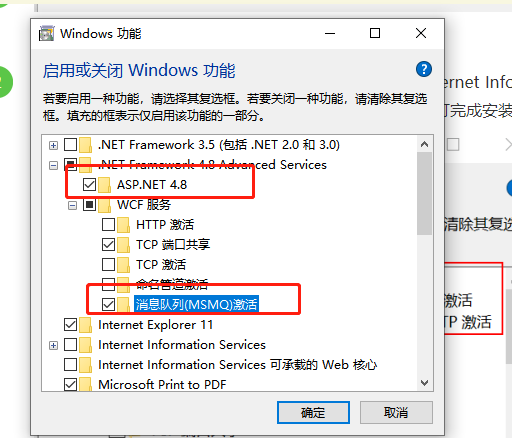 Windows 功能
启用或关闭 Windows 功能
若要启用一种功能，请选择其复选框。若要关闭一种功能，请清除其复选
框。填充的框表示仅启用该功能的一部分。
.NET Framework 3.5 (包括 .NET 2.0 和 3.0)
.NET Framework 4.8 Advanced Services
ASP.NET 4.8
WCF 服务
HTTP 激活
TCP 端口共享
TCP 激活
命名管道激活
消息队列(MSMQ)激活
Internet Explorer 11
Internet Information Services
Internet Information Services 可承载的 Web 核心
Microsoft Print to PDF
确定
取消
ernet Info
可完成安装
清除其复选
激活
TP 激活